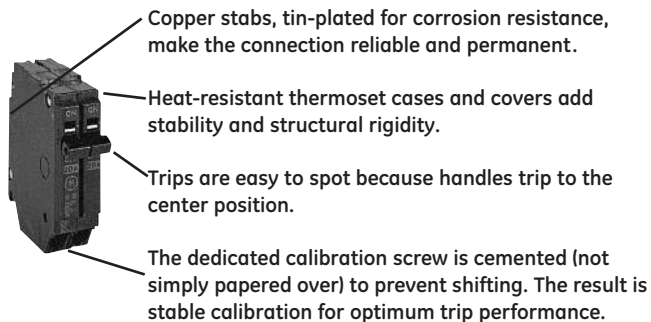 Copper stabs, tin-plated for corrosion resistance,
make the connection reliable and permanent.
Heat-resistant thermoset cases and covers add
stability and structural rigidity.
ON ON
Trips are easy to spot because handles trip to the
center position.
The dedicated calibration screw is cemented (not
simply papered over) to prevent shifting. The result is
stable calibration for optimum trip performance.